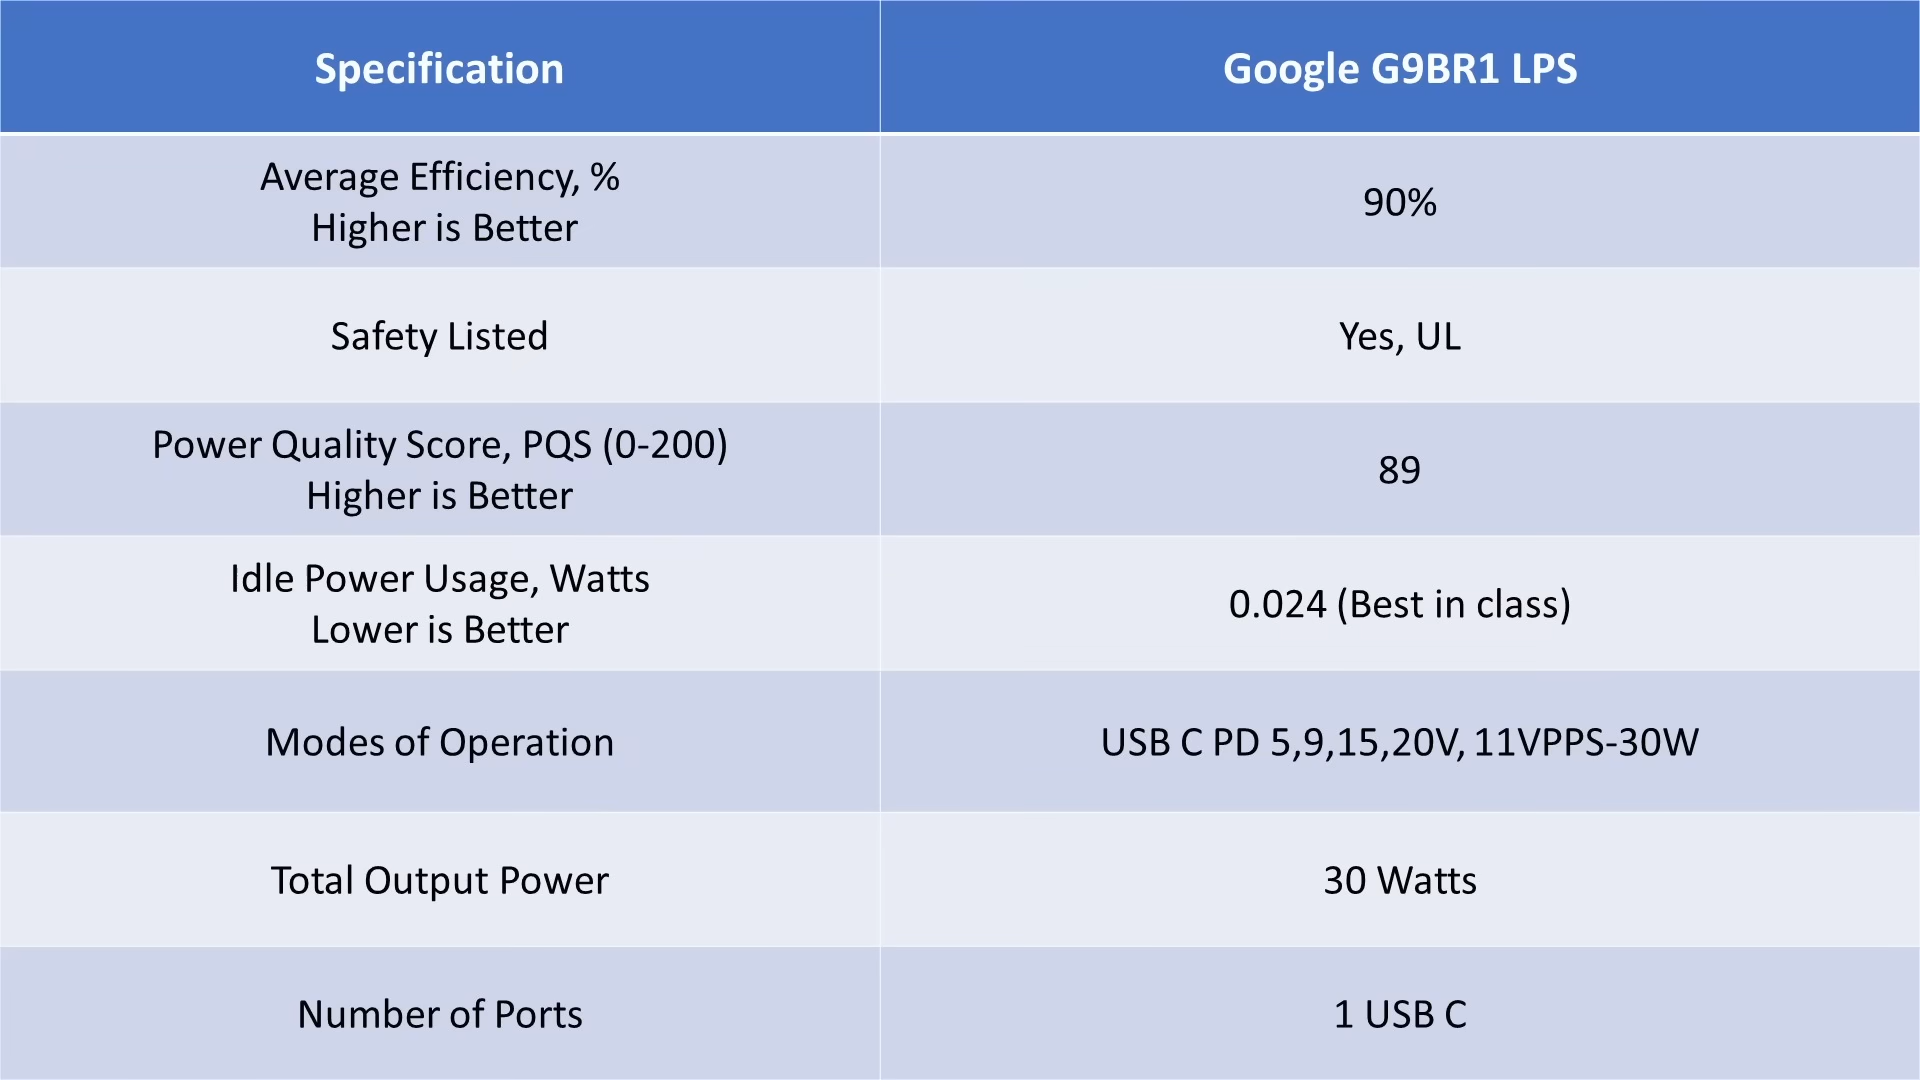 Specification
Google G9BR1 LPS
Average Efficiency, %
Higher is Better
90%
Safety Listed
Yes, UL
Power Quality Score, PQS (0-200)
Higher is Better
89
Idle Power Usage, Watts
Lower is Better
0.024 (Best in class)
Modes of Operation
USB C PD 5,9,15,20V, 11VPPS-30W
Total Output Power
30 Watts
Number of Ports
1 USB C